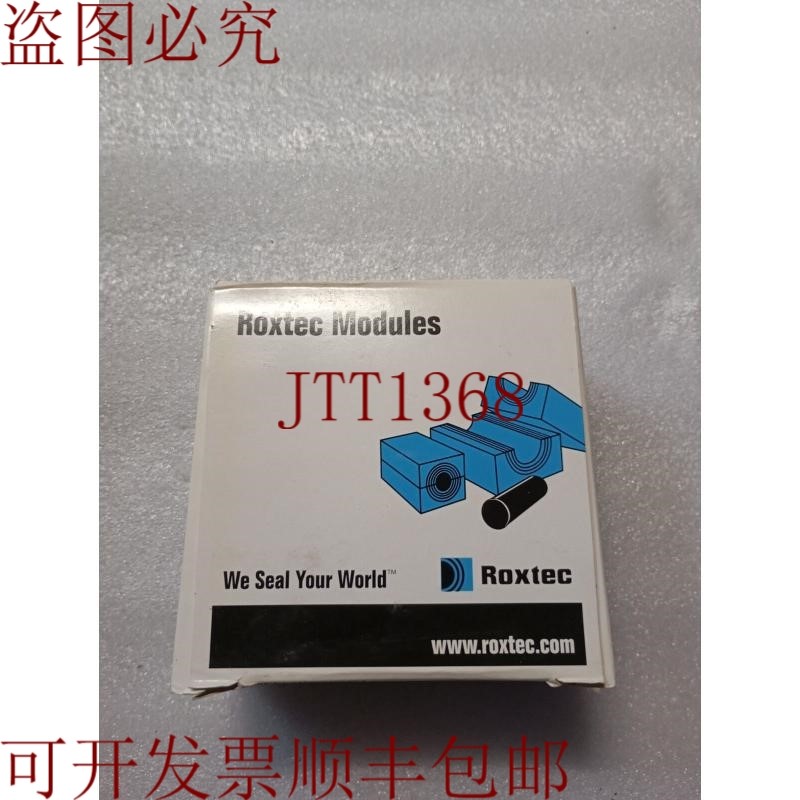 盗图必究
Roxtec Modules
JTT1368
We Seal Your World™
Roxtec
www.roxtec.com
可开发票顺丰包邮